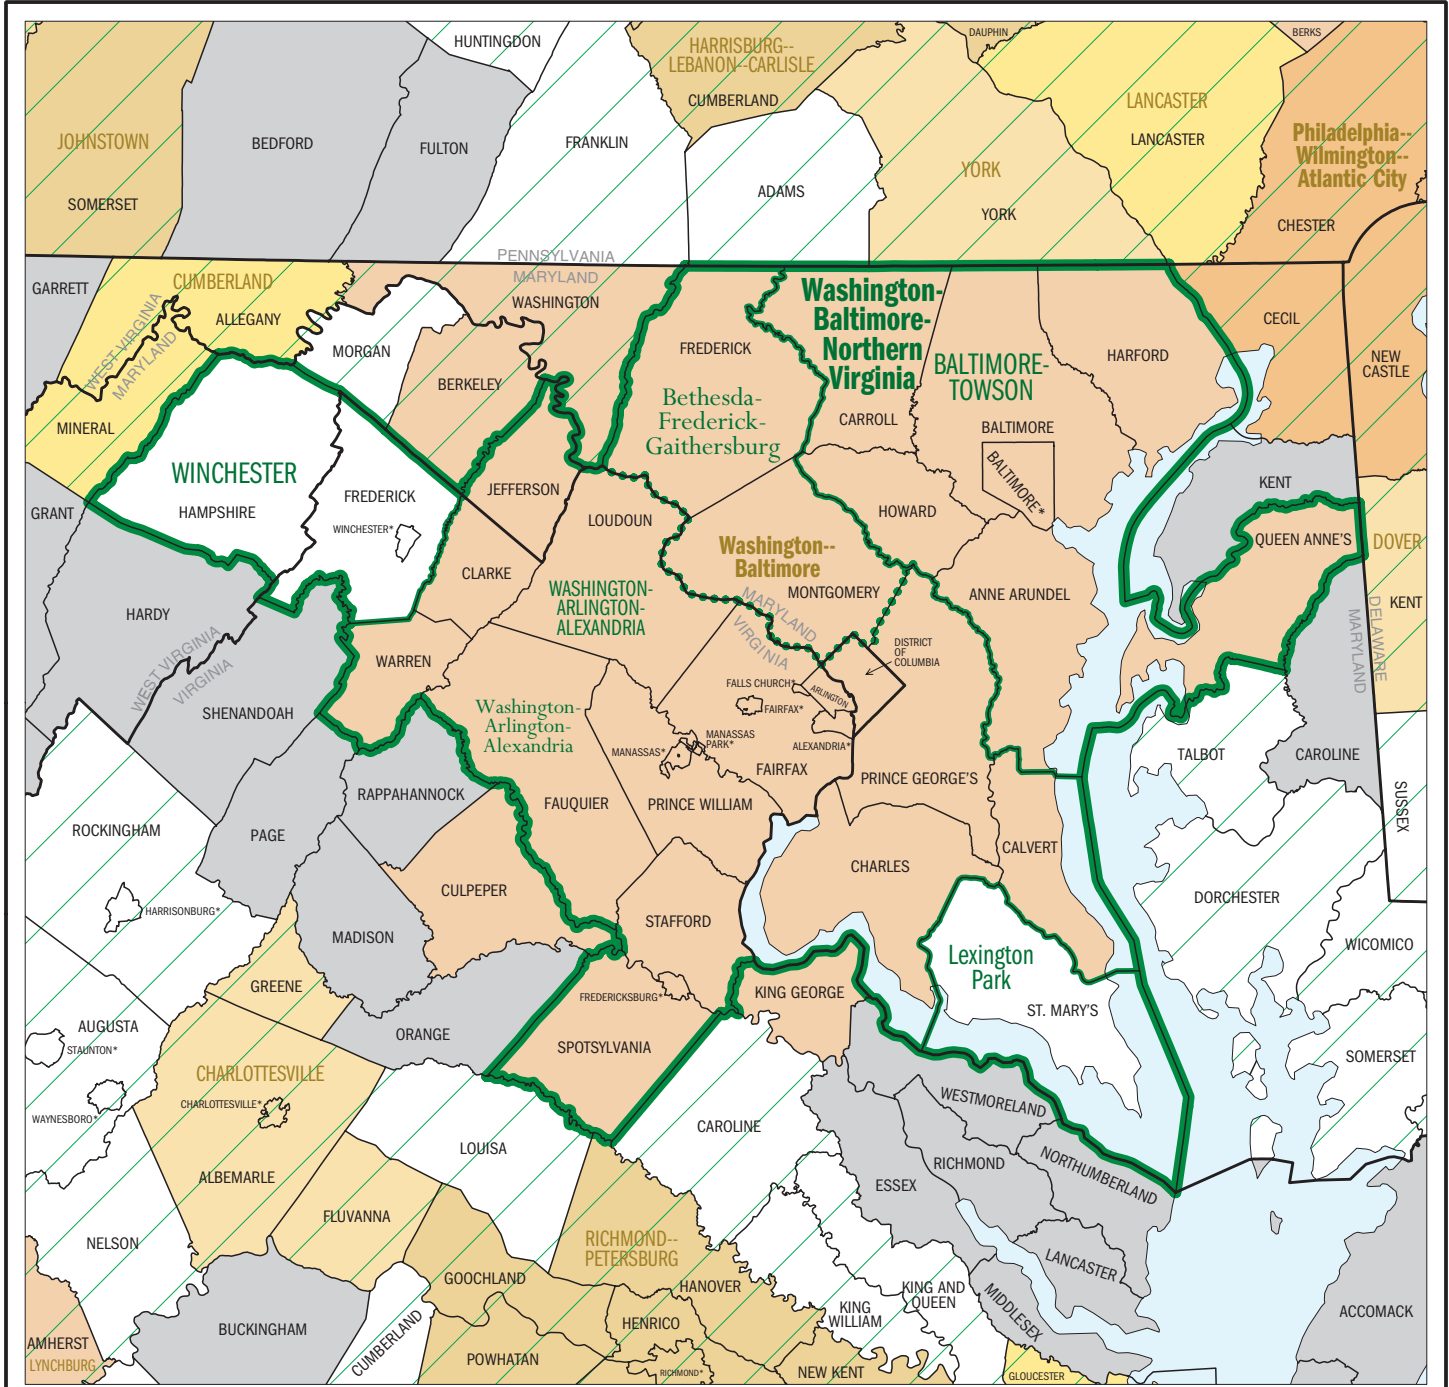 HUNTINGDON
HARRISBURG--
LEBANON--CARLISLE
CUMBERLAND
DAUPHIN
BERKS
JOHNSTOWN
SOMERSET
BEDFORD
FULTON
FRANKLIN
ADAMS
YORK
YORK
LANCASTER
LANCASTER
Philadelphia--
Wilmington--
Atlantic City
CHESTER
PENNSYLVANIA
MARYLAND
GARRETT
CUMBERLAND
ALLEGANY
WEST VIRGINIA
MARYLAND
WASHINGTON
MORGAN
BERKELEY
MINERAL
FREDERICK
Bethesda-
Frederick-
Gaithersburg
Washington-
Baltimore-
Northern
Virginia
CARROLL
BALTIMORE-
TOWSON
BALTIMORE
BALTIMORE*
HARFORD
CECIL
NEW
CASTLE
WINCHESTER
HAMPSHIRE
FREDERICK
WINCHESTER*
JEFFERSON
LOUDOUN
GRANT
KENT
HOWARD
QUEEN ANNE'S
DOVER
KENT
DELAWARE
MARYLAND
Washington--
Baltimore
MONTGOMERY
ANNE ARUNDEL
CLARKE
WASHINGTON-
ARLINGTON-
ALEXANDRIA
MARYLAND
VIRGINIA
DISTRICT
OF
COLUMBIA
HARDY
WARREN
WEST VIRGINIA
VIRGINIA
SHENANDOAH
Washington-
Arlington-
Alexandria
FALLS CHURCH*
ARLINGTON
FAIRFAX*
MANASSAS
PARK*
MANASSAS*
ALEXANDRIA*
FAIRFAX
PRINCE GEORGE'S
TALBOT
CAROLINE
SUSSEX
RAPPAHANNOCK
FAUQUIER
PRINCE WILLIAM
ROCKINGHAM
PAGE
CULPEPER
CHARLES
CALVERT
DORCHESTER
WICOMICO
HARRISONBURG*
MADISON
STAFFORD
Lexington
Park
ST. MARY'S
GREENE
FREDERICKSBURG*
KING GEORGE
AUGUSTA
STAUNTON*
ORANGE
SPOTSYLVANIA
SOMERSET
CHARLOTTESVILLE
CHARLOTTESVILLE*
WAYNESBORO*
WESTMORELAND
CAROLINE
LOUISA
ALBEMARLE
ESSEX
RICHMOND
NORTHUMBERLAND
FLUVANNA
NELSON
RICHMOND--
PETERSBURG
LANCASTER
GOOCHLAND
HANOVER
KING AND
QUEEN
KING
WILLIAM
MIDDLESEX
ACCOMACK
BUCKINGHAM
CUMBERLAND
HENRICO
AMHERST
LYNCHBURG
POWHATAN
RICHMOND*
NEW KENT
GLOUCESTER